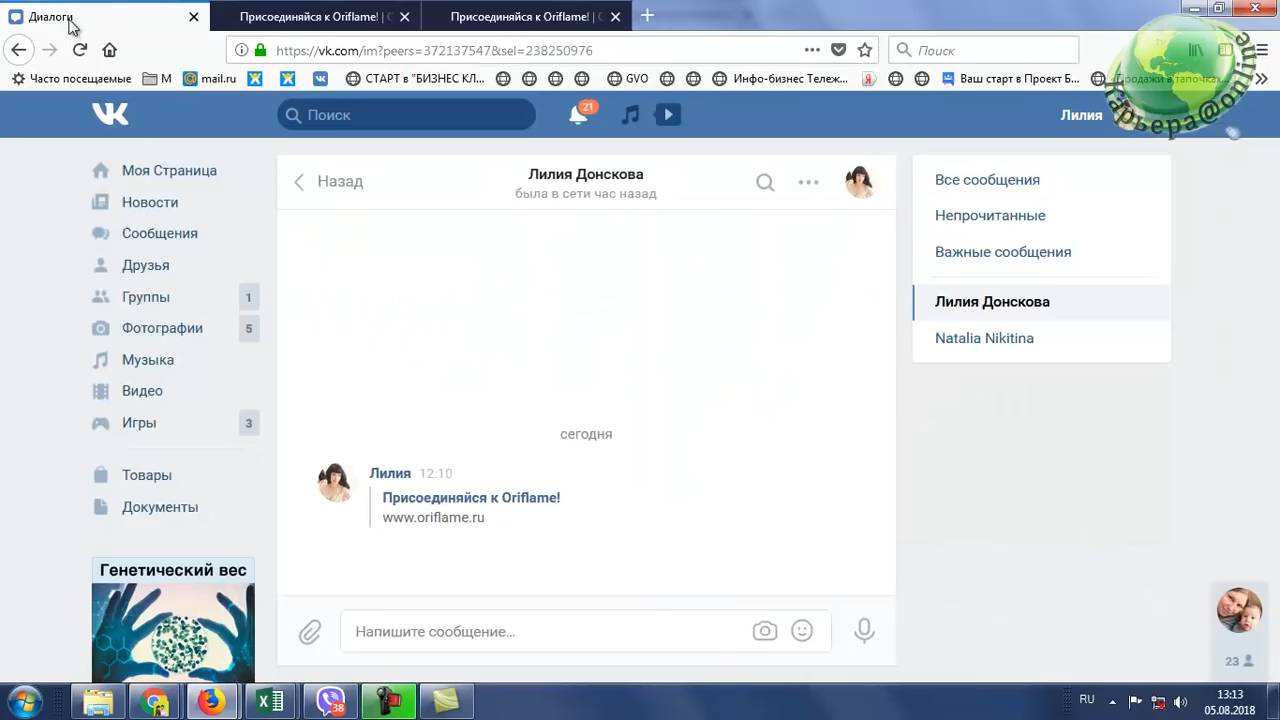 Диалоги
Присоединяйся к Oriflame! |
Присоединяйся к Oriflame! |
https://vk.com/im?peers=372137547&sel=238250976
Поиск
Часто посещаемые
М
mail.ru
СТАРТ в "БИЗНЕС КЛ...
GVO
Инфо-бизнес Тележ...
Ваш старт в Проект Б...
Продажи в тапочках...
карьера@online
Поиск
21
Лилия
Моя Страница
Новости
Сообщения
Друзья
Группы
1
Фотографии
5
Музыка
Видео
Игры
3
Товары
Документы
Генетический вес
Назад
Лилия Донскова
была в сети час назад
сегодня
Лилия 12:10
Присоединяйся к Oriflame!
www.oriflame.ru
Напишите сообщение...
Все сообщения
Непрочитанные
Важные сообщения
Лилия Донскова
Natalia Nikitina
23
38
RU
13:13
05.08.2018